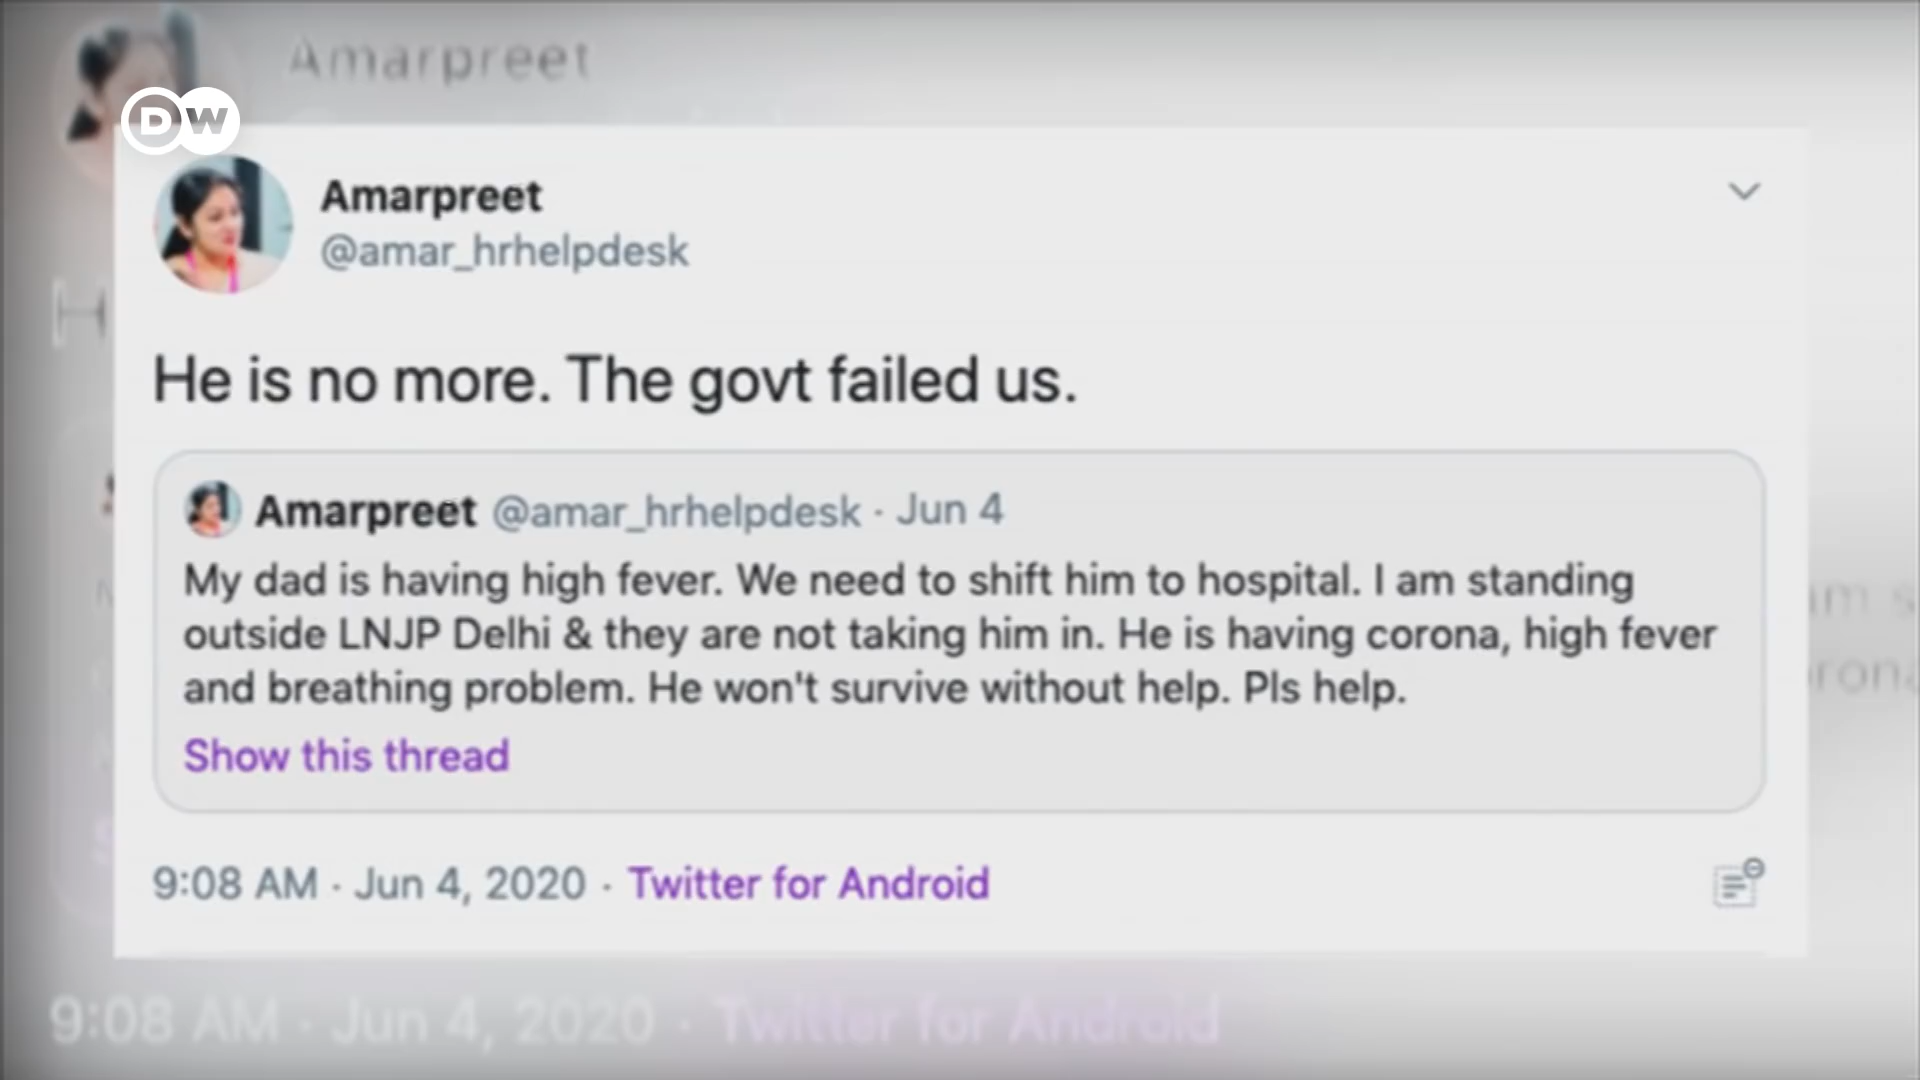 Amarpreet
DW
Amarpreet
@amar_hrhelpdesk
He is no more. The govt failed us.
Amarpreet @amar_hrhelpdesk · Jun 4
My dad is having high fever. We need to shift him to hospital. I am standing
outside LNJP Delhi & they are not taking him in. He is having corona, high fever
and breathing problem. He won't survive without help. Pls help.
Show this thread
9:08 AM · Jun 4, 2020 · Twitter for Android
9:08 AM · Jun 4, 2020 · Twitter for Android